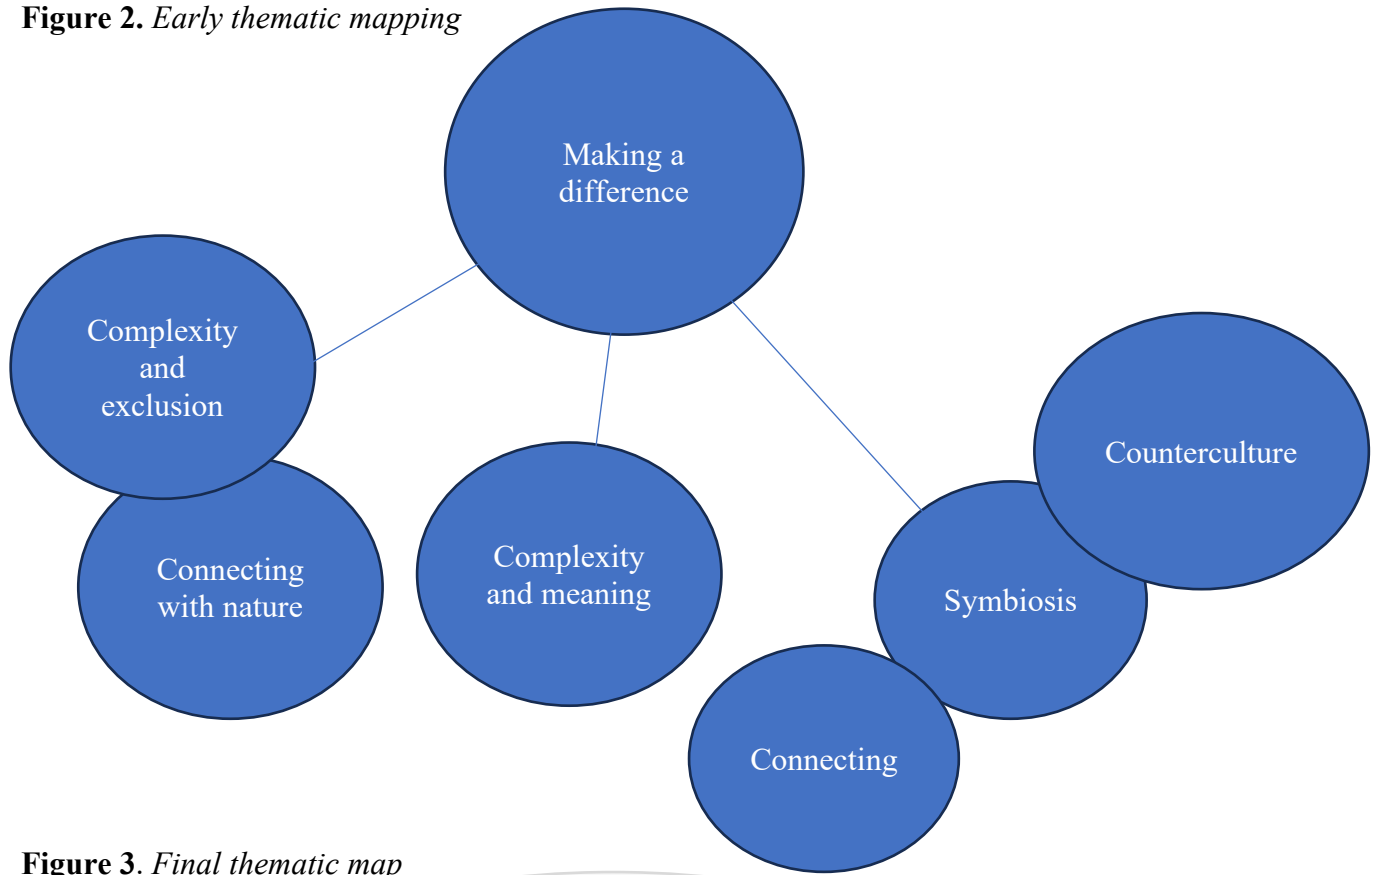 Figure 2. Early thematic mapping
Making a
difference
Complexity
and
exclusion
Connecting
with nature
Complexity
and meaning
Counterculture
Symbiosis
Connecting
Figure 3. Final thematic map